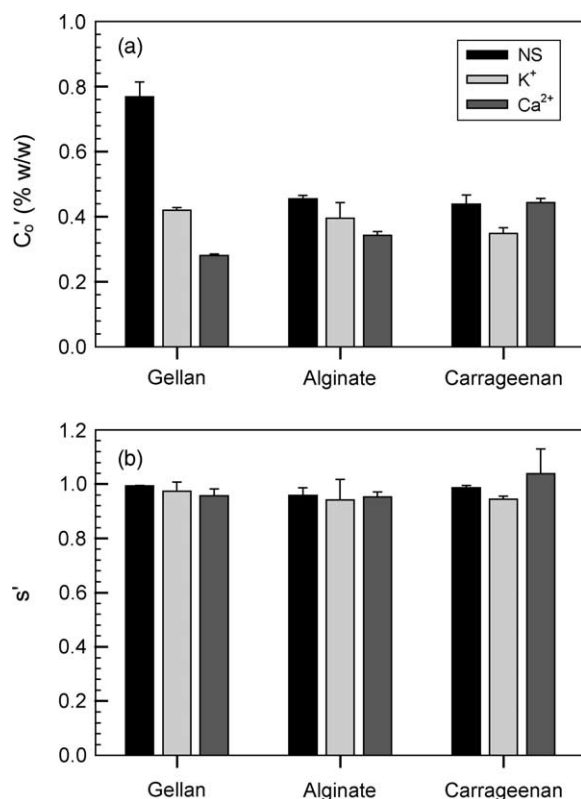 (a)
NS
K⁺
Ca²⁺
C₀' (% w/w)
1.0
0.8
0.6
0.4
0.2
0.0
Gellan Alginate Carrageenan
(b)
s'
1.2
1.0
0.8
0.6
0.4
0.2
0.0
Gellan Alginate Carrageenan